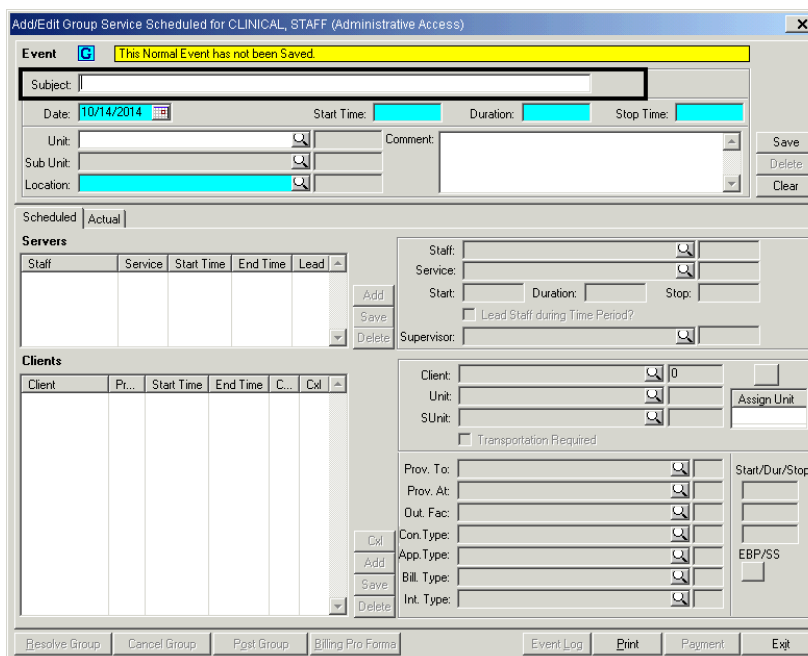 Add/Edit Group Service Scheduled for CLINICAL, STAFF (Administrative Access)
Event G This Normal Event has not been Saved.
Subject:
Date: 10/14/2014 Start Time: Duration: Stop Time:
Unit: Comment: Save
Sub Unit: Delete
Location: Clear
Scheduled Actual
Servers
Staff Service Start Time End Time Lead
Staff:
Service:
Add Start: Duration: Stop:
Save Lead Staff during Time Period?
Delete Supervisor:
Clients
Client Pr... Start Time End Time C... Cxl
Client: 0
Unit: Assign Unit
SUnit:
Transportation Required
Prov. To: Start/Dur/Stop
Prov. At:
Out. Fac:
Cxl Con.Type:
Add App.Type: EBP/SS
Save Bill. Type:
Delete Int. Type:
Resolve Group Cancel Group Post Group Billing Pro Forma Event Log Print Payment Exit